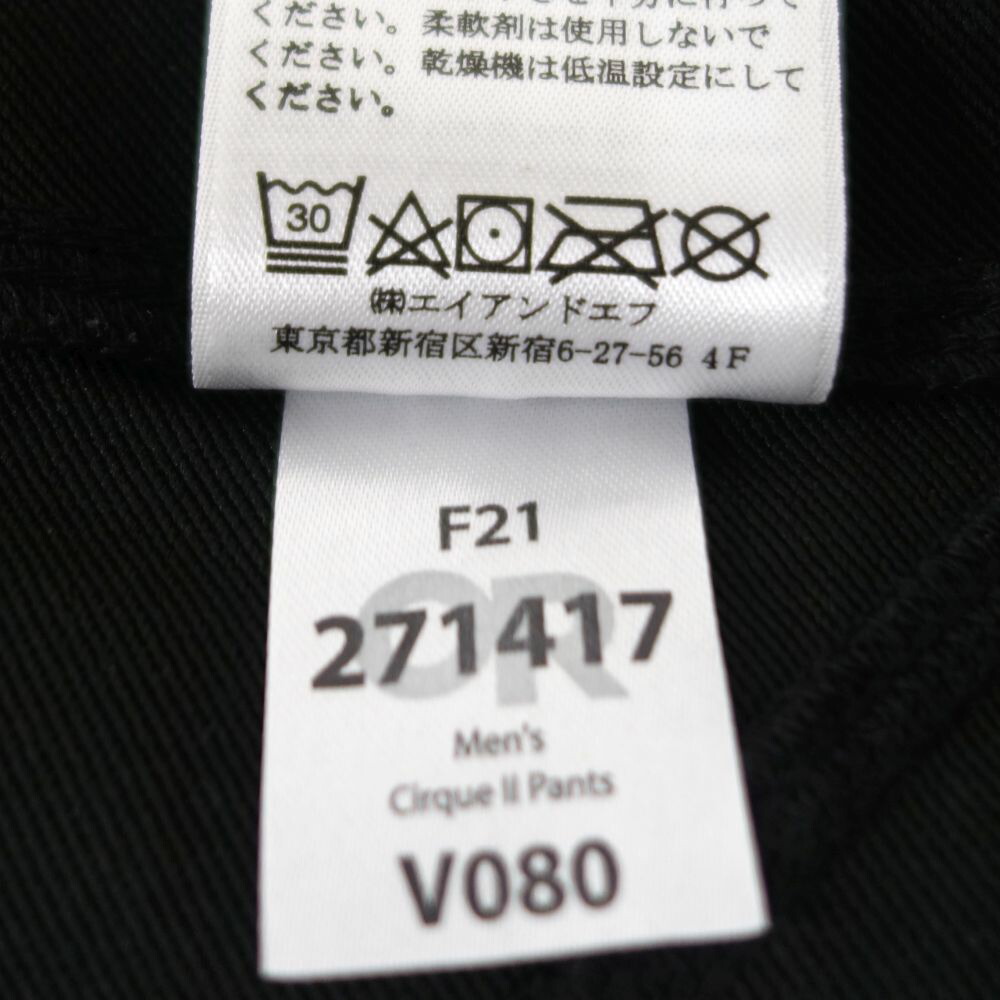 ください。柔軟剤は使用しないで
ください。乾燥機は低温設定にして
ください。
30
㈱エイアンドエフ
東京都新宿区新宿6-27-56 4F
F21
OR
271417
Men's
Cirque II Pants
V080